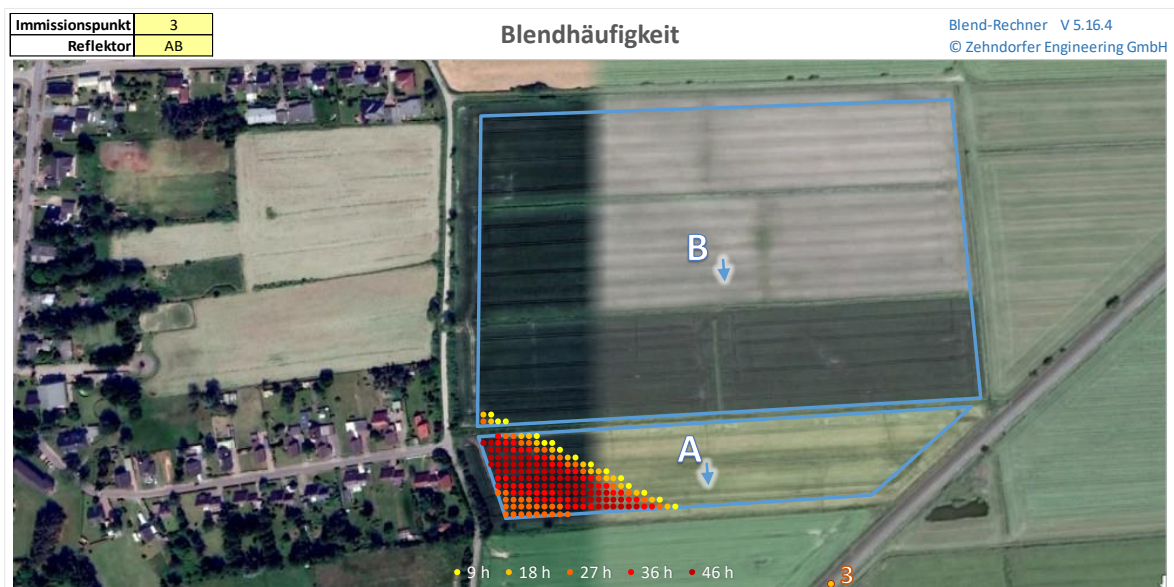 Immissionspunkt 3
Reflektor AB
Blendhäufigkeit
Blend-Rechner V 5.16.4
© Zehndorfer Engineering GmbH
B
A
3
9 h 18 h 27 h 36 h 46 h